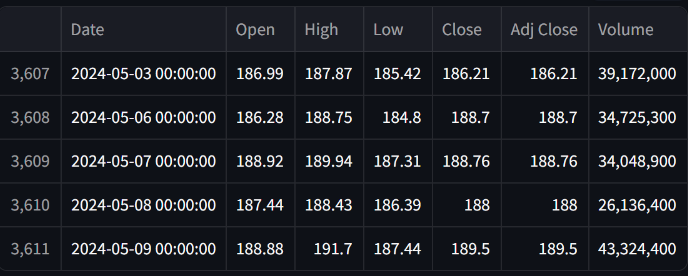 Date Open High Low Close Adj Close Volume
3,607 2024-05-03 00:00:00 186.99 187.87 185.42 186.21 186.21 39,172,000
3,608 2024-05-06 00:00:00 186.28 188.75 184.8 188.7 188.7 34,725,300
3,609 2024-05-07 00:00:00 188.92 189.94 187.31 188.76 188.76 34,048,900
3,610 2024-05-08 00:00:00 187.44 188.43 186.39 188 188 26,136,400
3,611 2024-05-09 00:00:00 188.88 191.7 187.44 189.5 189.5 43,324,400